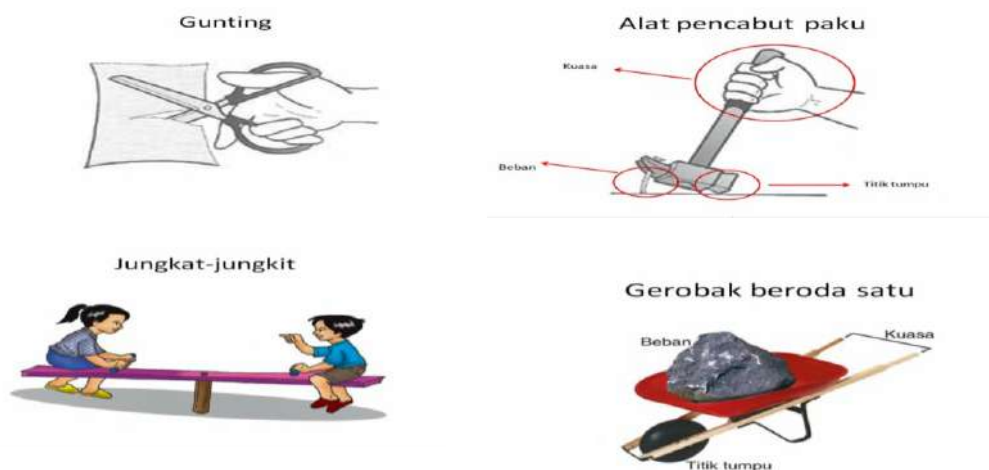 Gunting
Alat pencabut paku
Kuasa
Beban
Titik tumpu
Jungkat-jungkit
Gerobak beroda satu
Beban
Kuasa
Titik tumpu